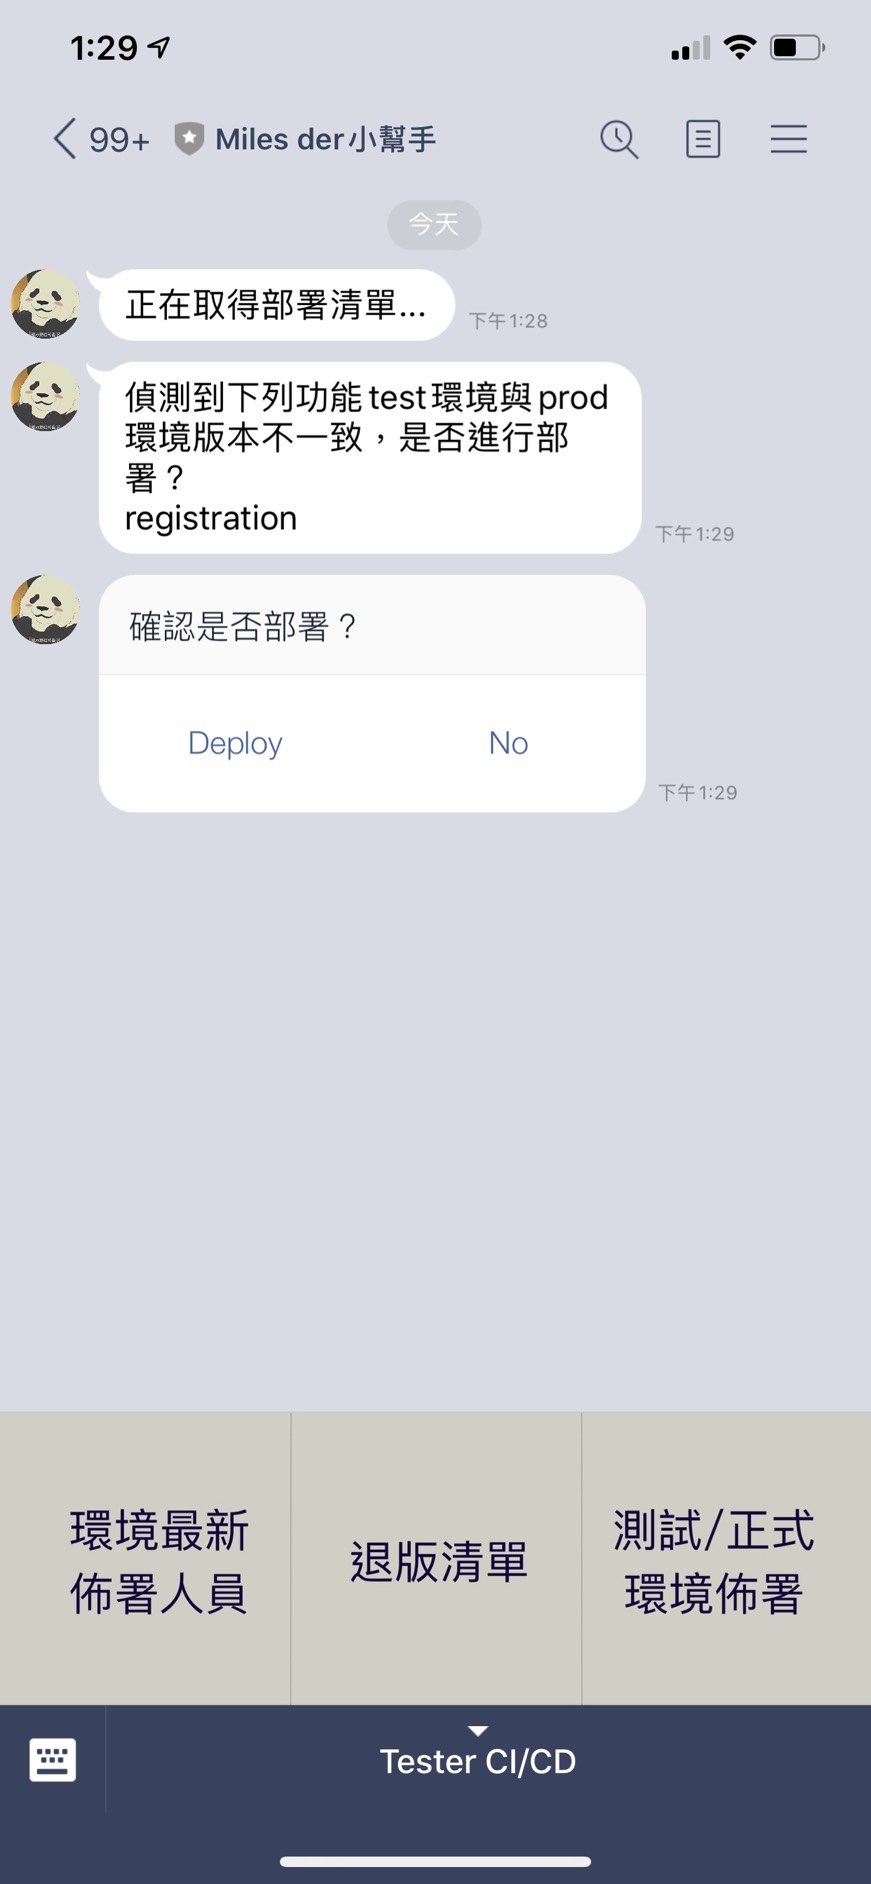 1:29
99+
Miles der小幫手
今天
正在取得部署清單...
下午1:28
偵測到下列功能test環境與prod
環境版本不一致，是否進行部
署？
registration
下午1:29
確認是否部署？
Deploy
No
下午1:29
環境最新
佈署人員
退版清單
測試/正式
環境佈署
Tester CI/CD